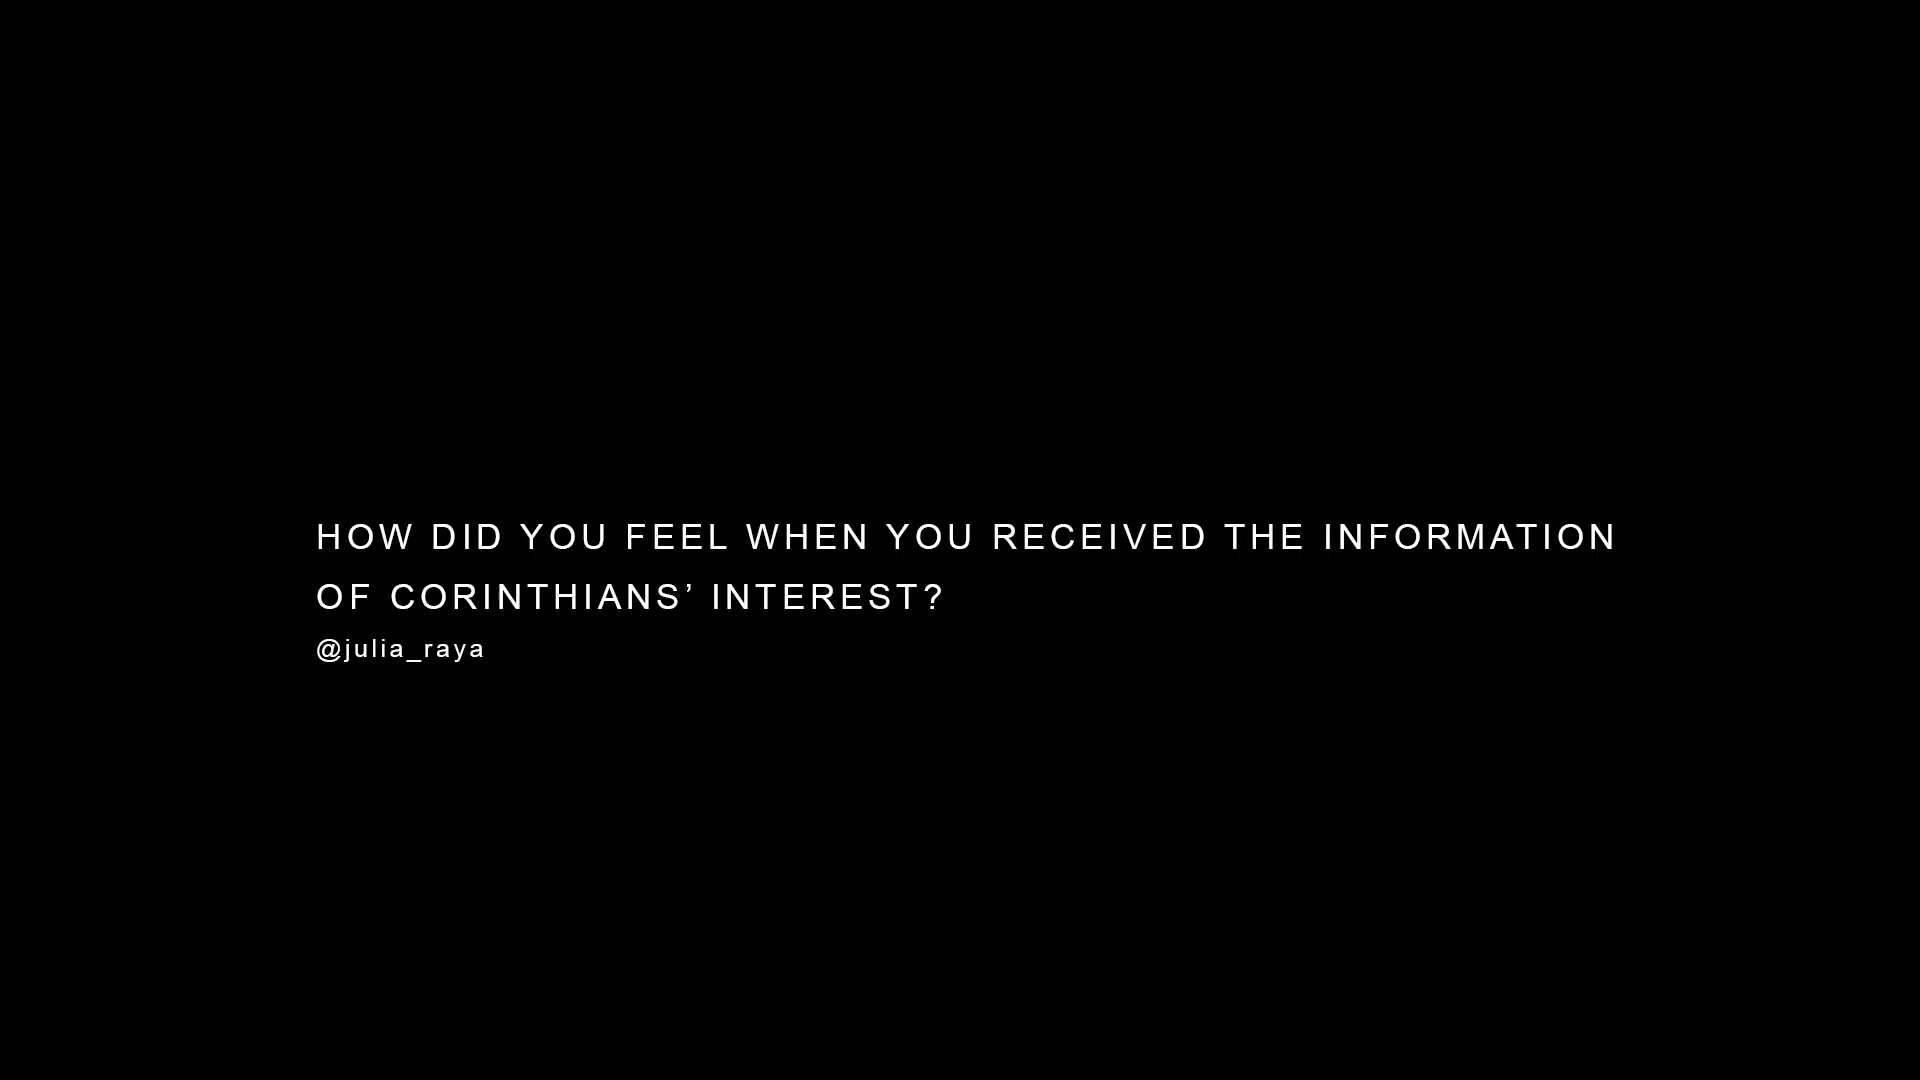 HOW DID YOU FEEL WHEN YOU RECEIVED THE INFORMATION
OF CORINTHIANS’ INTEREST?
@julia_raya